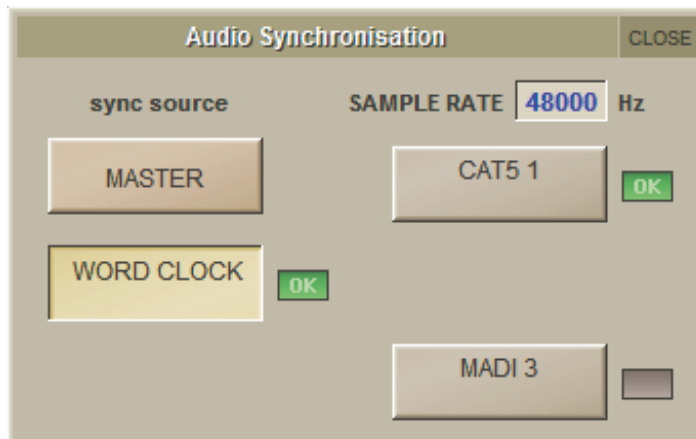 Audio Synchronisation CLOSE
sync source SAMPLE RATE 48000 Hz
MASTER
CAT5 1 OK
WORD CLOCK OK
MADI 3